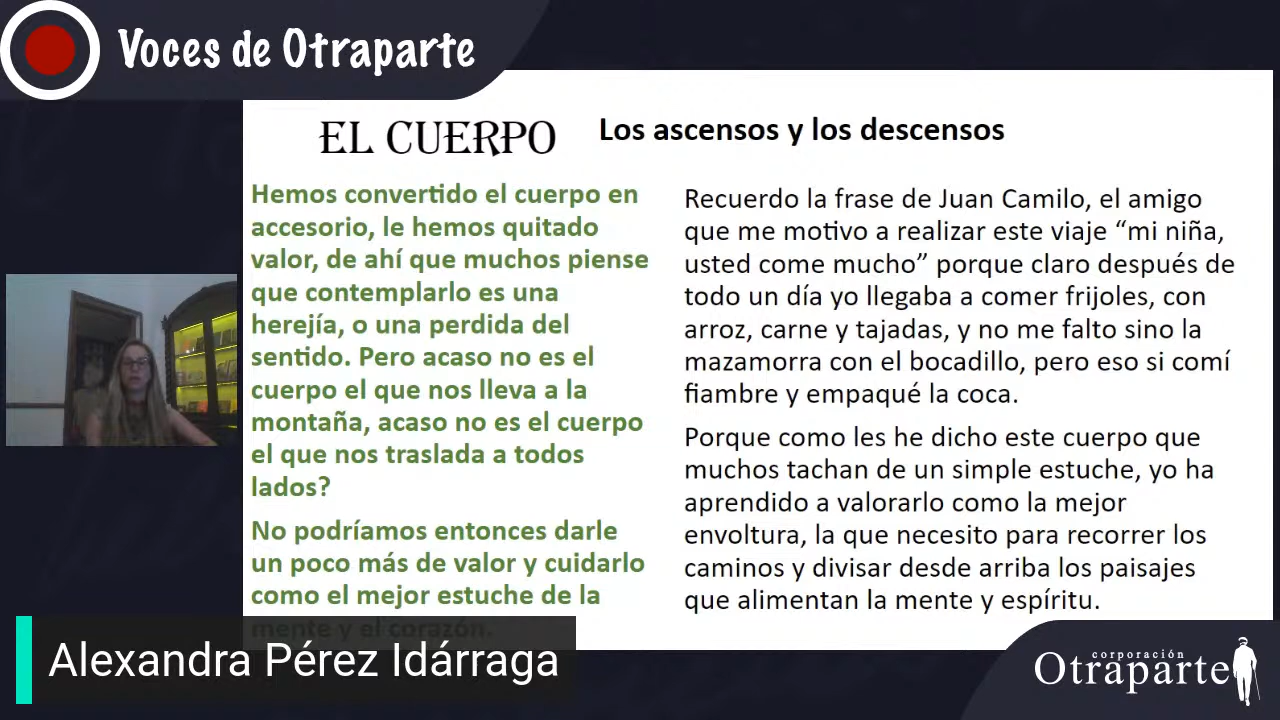 Voces de Otraparte
EL CUERPO
Los ascensos y los descensos
Hemos convertido el cuerpo en
accesorio, le hemos quitado
valor, de ahí que muchos piense
que contemplarlo es una
herejía, o una perdida del
sentido. Pero acaso no es el
cuerpo el que nos lleva a la
montaña, acaso no es el cuerpo
el que nos traslada a todos
lados?
No podríamos entonces darle
un poco más de valor y cuidarlo
como el mejor estuche de la
mente y el corazón.
Recuerdo la frase de Juan Camilo, el amigo
que me motivo a realizar este viaje “mi niña,
usted come mucho” porque claro después de
todo un día yo llegaba a comer frijoles, con
arroz, carne y tajadas, y no me falto sino la
mazamorra con el bocadillo, pero eso si comí
fiambre y empaqué la coca.
Porque como les he dicho este cuerpo que
muchos tachan de un simple estuche, yo ha
aprendido a valorarlo como la mejor
envoltura, la que necesito para recorrer los
caminos y divisar desde arriba los paisajes
que alimentan la mente y espíritu.
Alexandra Pérez Idárraga
corporación
Otraparte